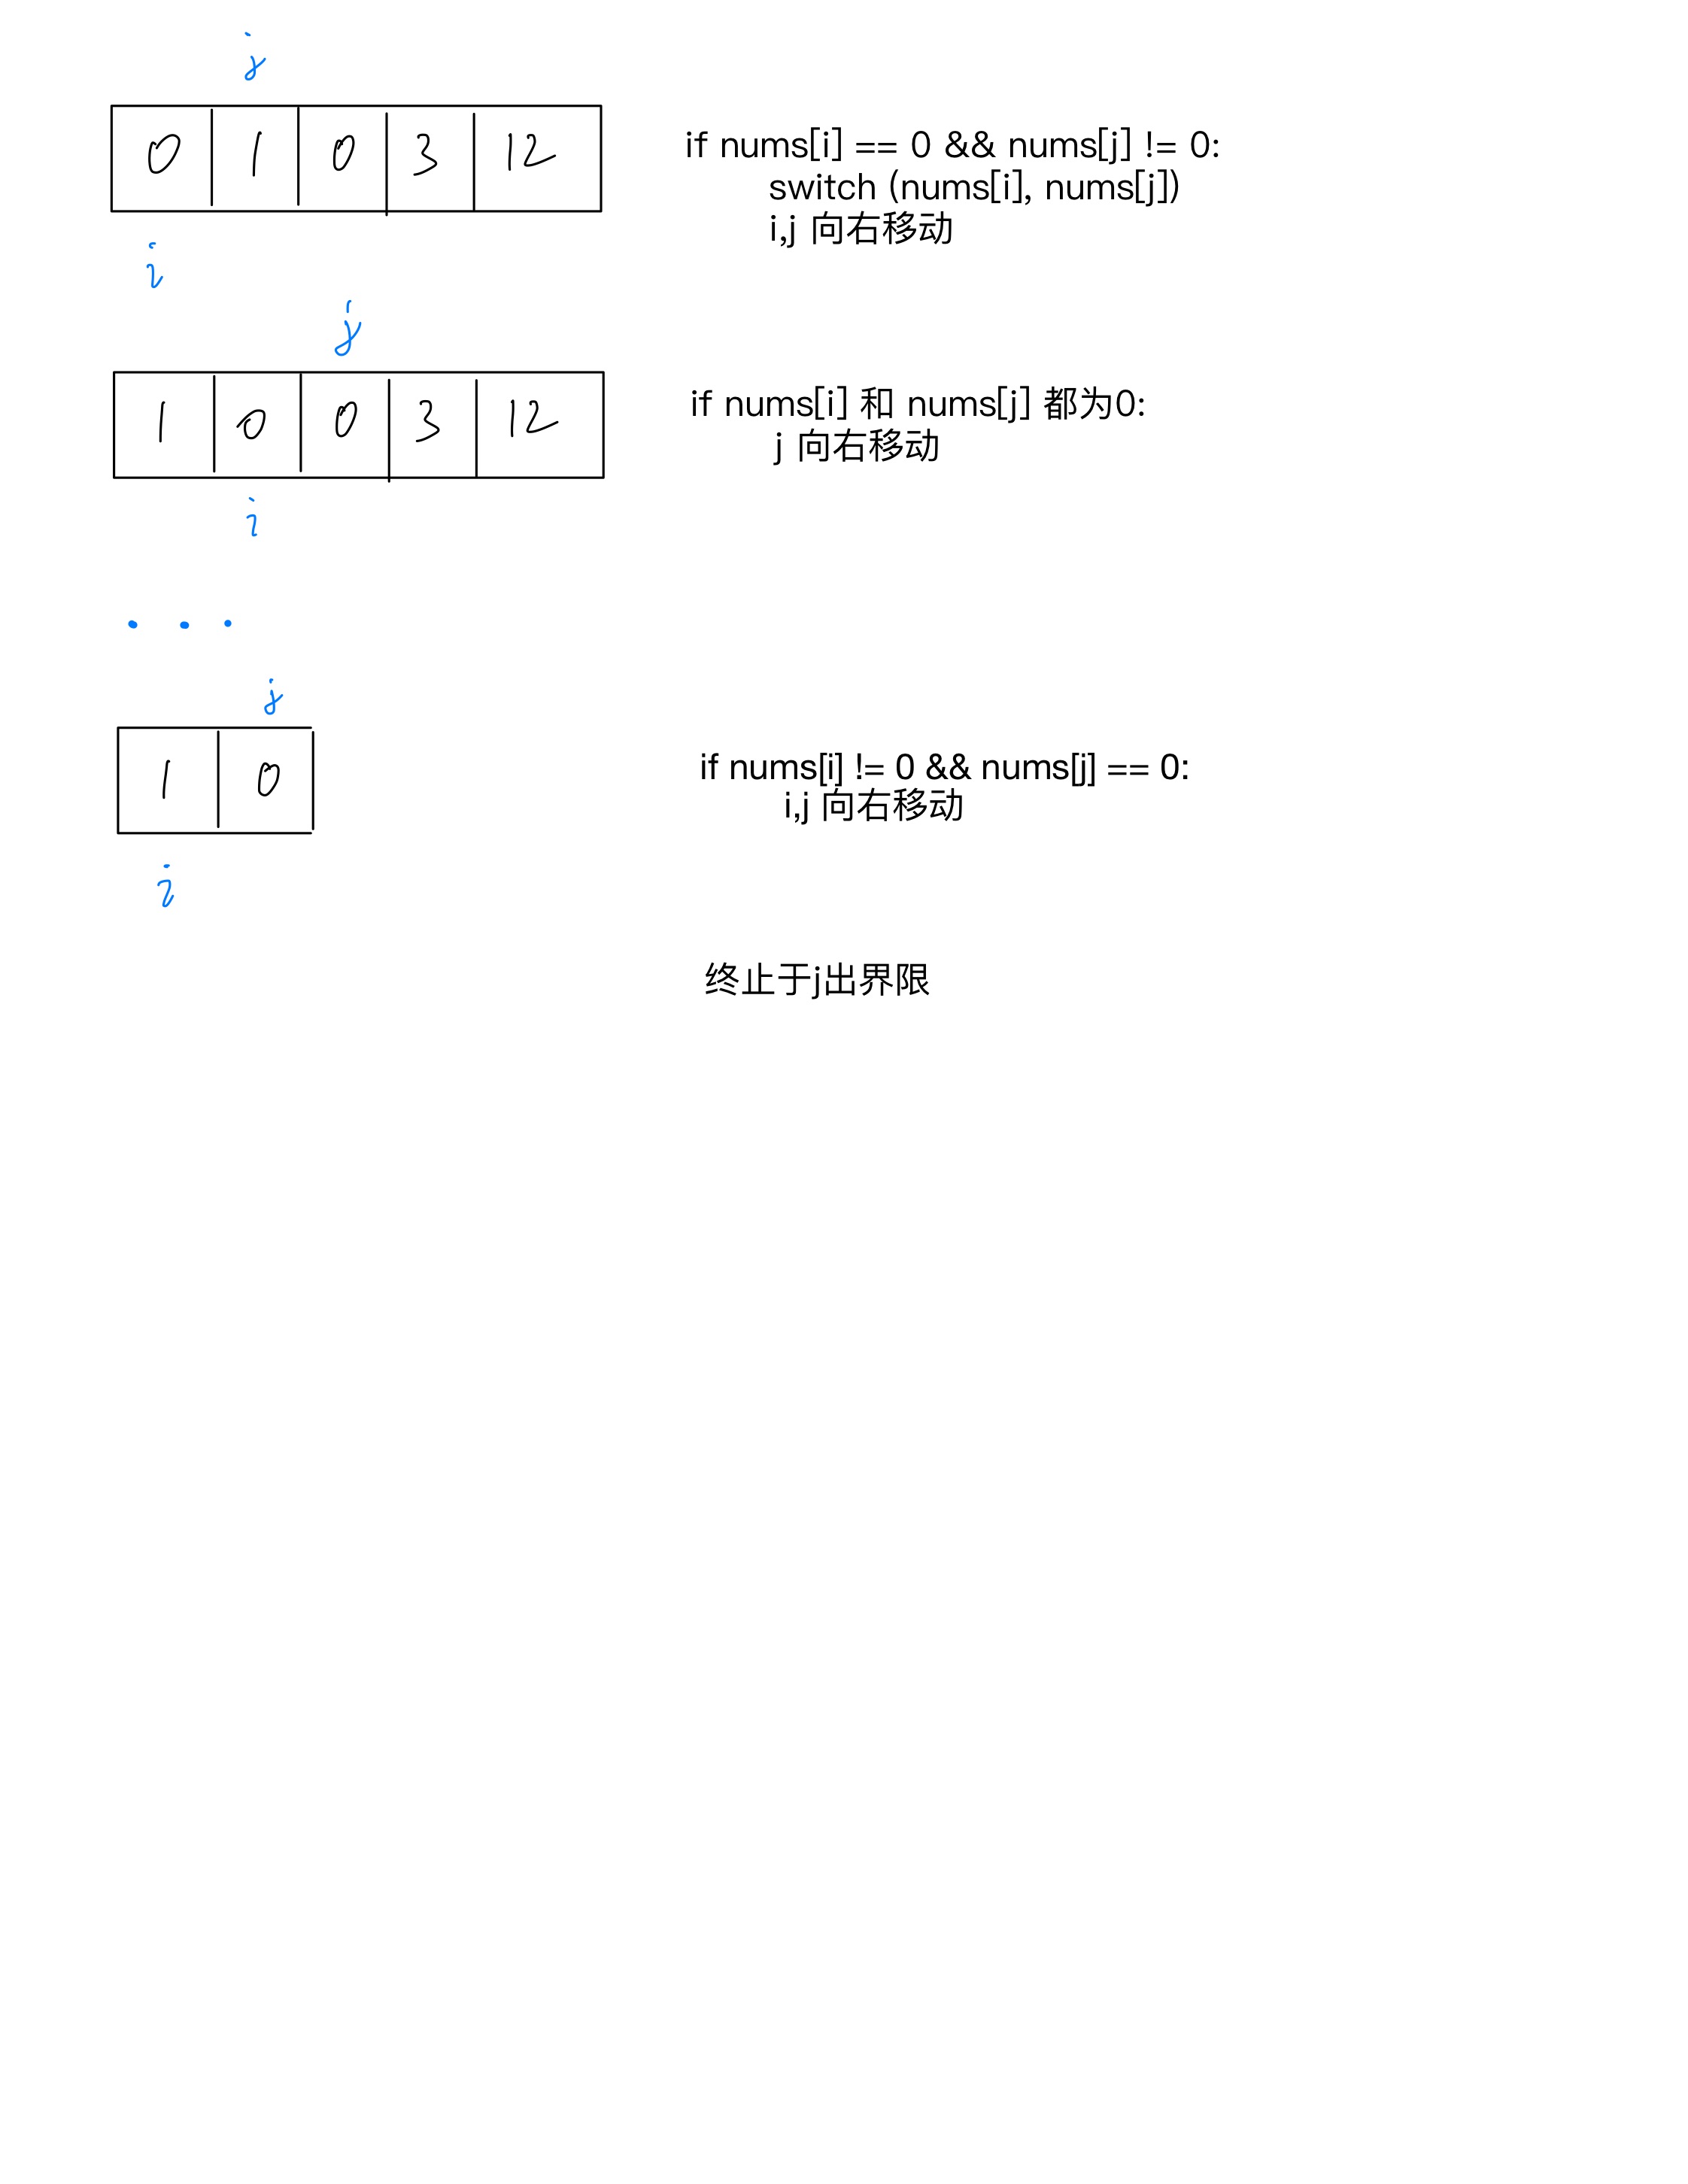 j
0 1 0 3 12
i
if nums[i] == 0 && nums[j] != 0:
switch (nums[i], nums[j])
i,j 向右移动
j
1 0 0 3 12
i
if nums[i] 和 nums[j] 都为0:
j 向右移动
. . .
j
1 0
i
if nums[i] != 0 && nums[j] == 0:
i,j 向右移动
终止于j出界限